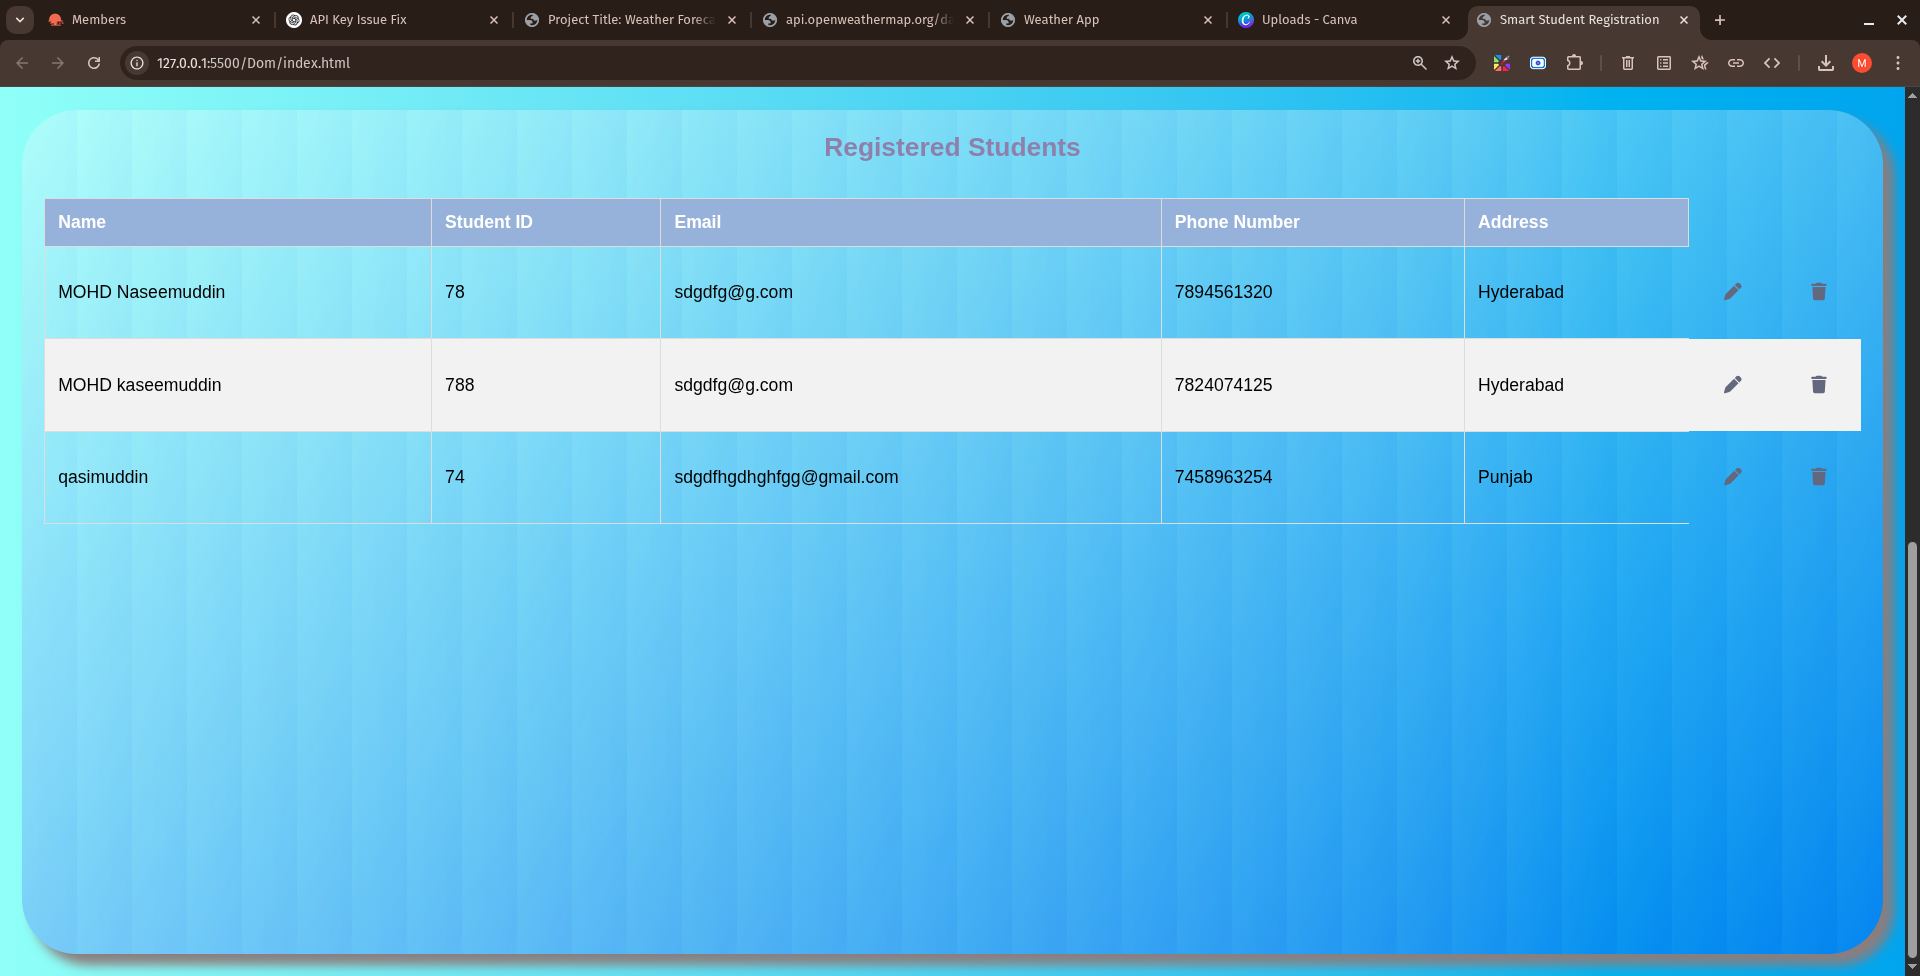 Members
API Key Issue Fix
Project Title: Weather Foreca
api.openweathermap.org/da
Weather App
Uploads - Canva
Smart Student Registration
127.0.0.1:5500/Dom/index.html
M
Registered Students
Name Student ID Email Phone Number Address
MOHD Naseemuddin 78 sdgdfg@g.com 7894561320 Hyderabad
MOHD kaseemuddin 788 sdgdfg@g.com 7824074125 Hyderabad
qasimuddin 74 sdgdfhgdhghfgg@gmail.com 7458963254 Punjab